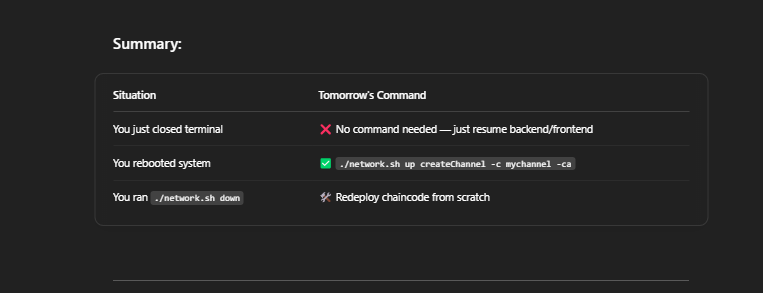 Summary:
Situation Tomorrow's Command
You just closed terminal ❌ No command needed — just resume backend/frontend
You rebooted system ✅ ./network.sh up createChannel -c mychannel -ca
You ran ./network.sh down 🛠 Redeploy chaincode from scratch